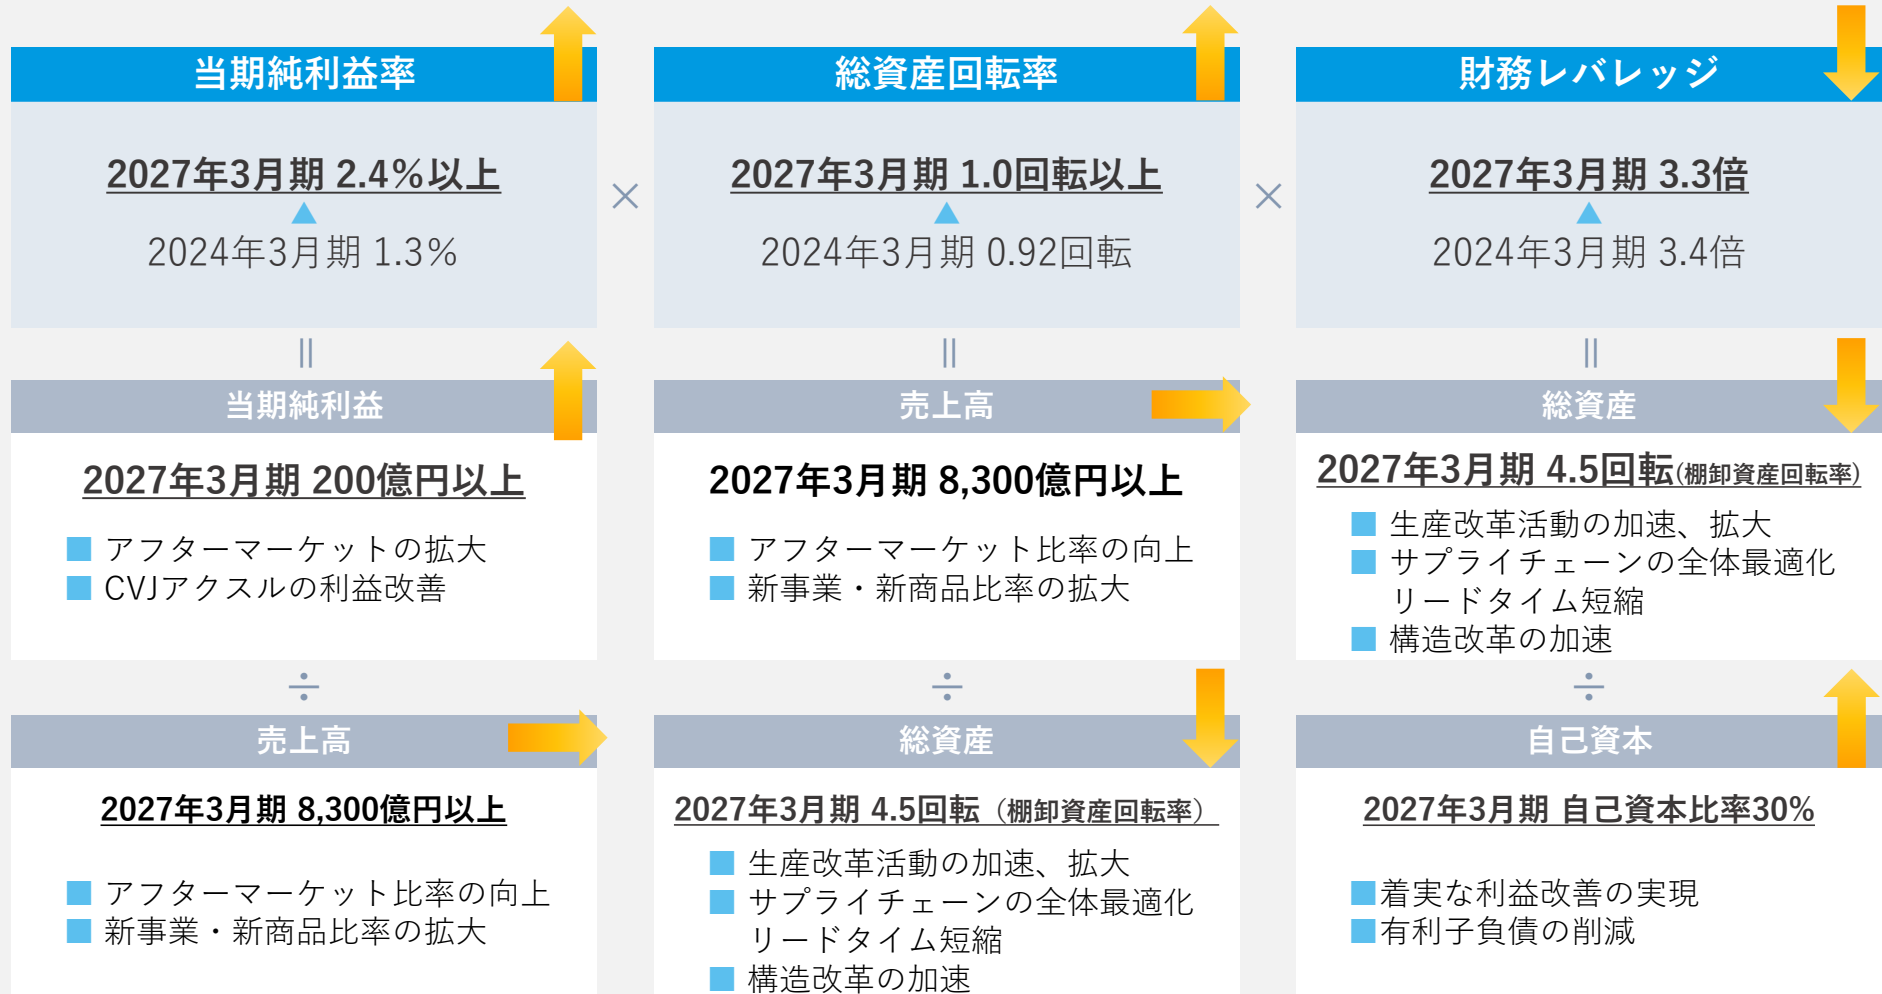 当期純利益率
2027年3月期 2.4%以上
▲
2024年3月期 1.3%
×
総資産回転率
2027年3月期 1.0回転以上
▲
2024年3月期 0.92回転
×
財務レバレッジ
2027年3月期 3.3倍
▲
2024年3月期 3.4倍
=
当期純利益
2027年3月期 200億円以上
■ アフターマーケットの拡大
■ CVJアクスルの利益改善
÷
売上高
2027年3月期 8,300億円以上
■ アフターマーケット比率の向上
■ 新事業・新商品比率の拡大
=
売上高
2027年3月期 8,300億円以上
■ アフターマーケット比率の向上
■ 新事業・新商品比率の拡大
÷
総資産
2027年3月期 4.5回転（棚卸資産回転率）
■ 生産改革活動の加速、拡大
■ サプライチェーンの全体最適化
リードタイム短縮
■ 構造改革の加速
=
総資産
2027年3月期 4.5回転(棚卸資産回転率)
■ 生産改革活動の加速、拡大
■ サプライチェーンの全体最適化
リードタイム短縮
■ 構造改革の加速
÷
自己資本
2027年3月期 自己資本比率30%
■着実な利益改善の実現
■有利子負債の削減